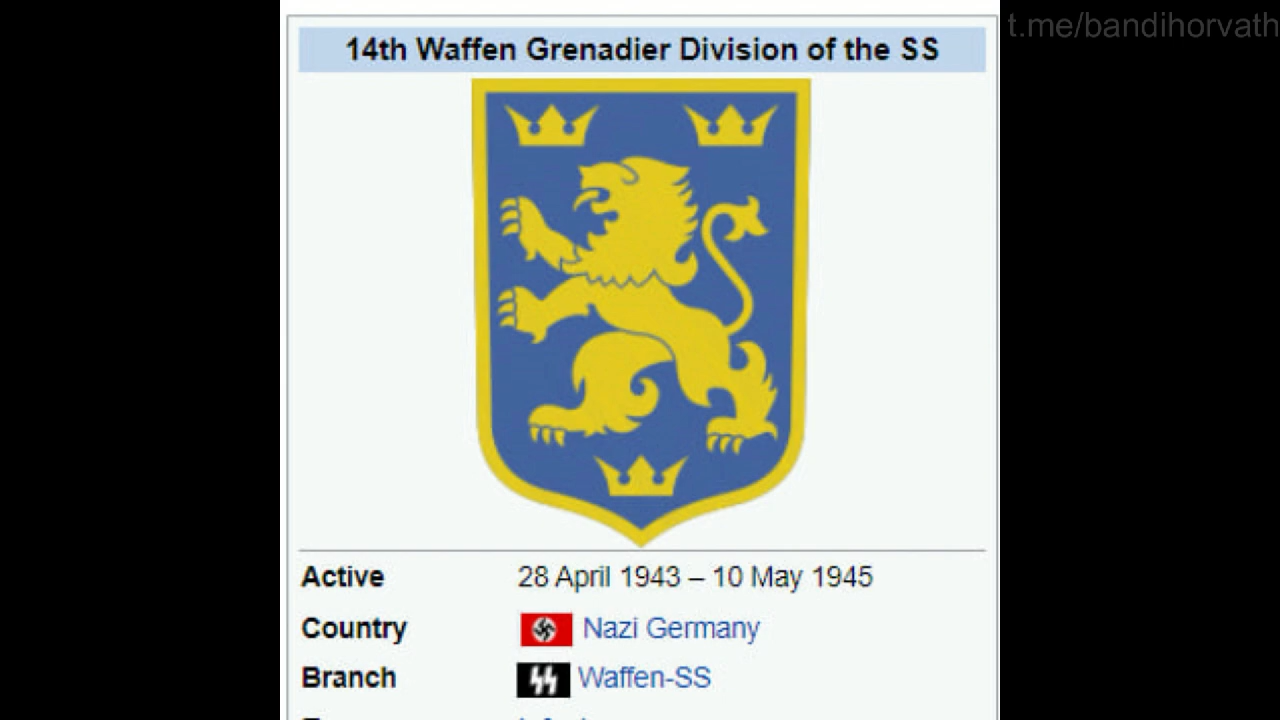 t.me/bandihorvath
14th Waffen Grenadier Division of the SS
Active 28 April 1943 – 10 May 1945
Country Nazi Germany
Branch Waffen-SS